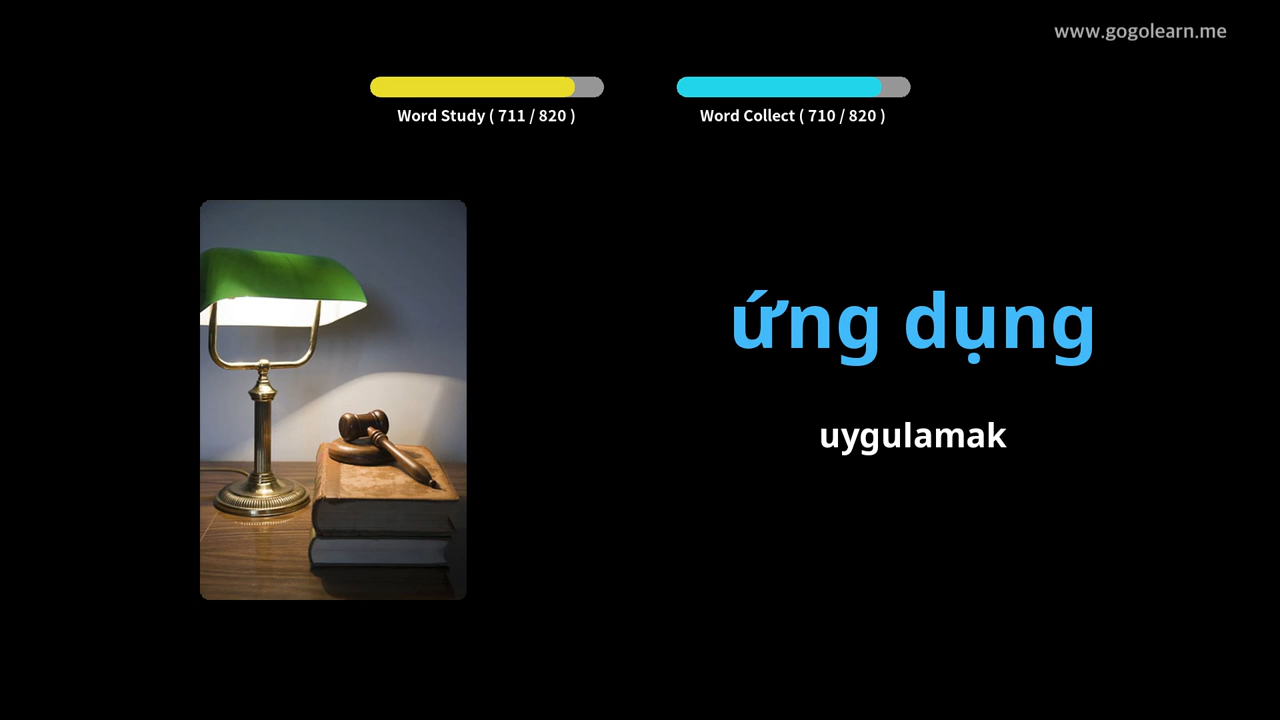 www.gogolearn.me
Word Study ( 711 / 820 )
Word Collect ( 710 / 820 )
ứng dụng
uygulamak